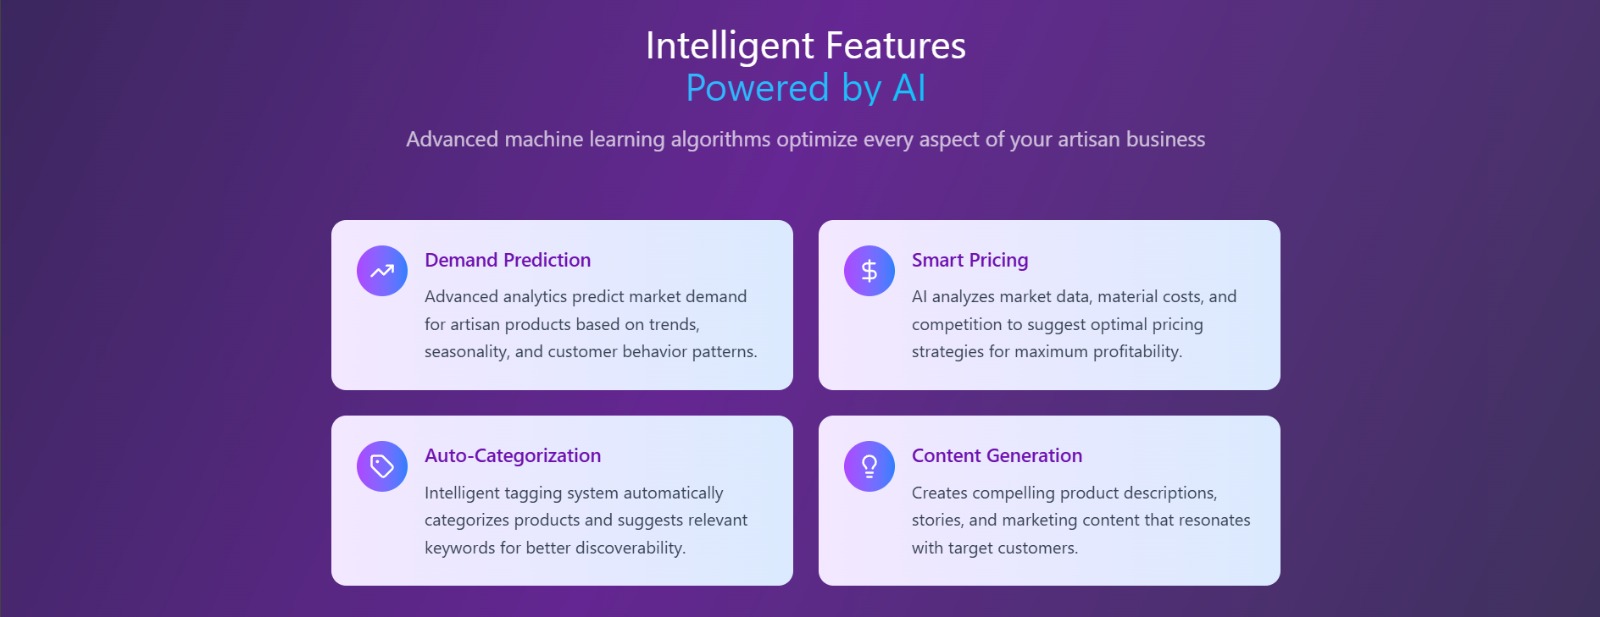 Intelligent Features
Powered by AI
Advanced machine learning algorithms optimize every aspect of your artisan business
Demand Prediction
Advanced analytics predict market demand
for artisan products based on trends,
seasonality, and customer behavior patterns.
Smart Pricing
AI analyzes market data, material costs, and
competition to suggest optimal pricing
strategies for maximum profitability.
Auto-Categorization
Intelligent tagging system automatically
categorizes products and suggests relevant
keywords for better discoverability.
Content Generation
Creates compelling product descriptions,
stories, and marketing content that resonates
with target customers.